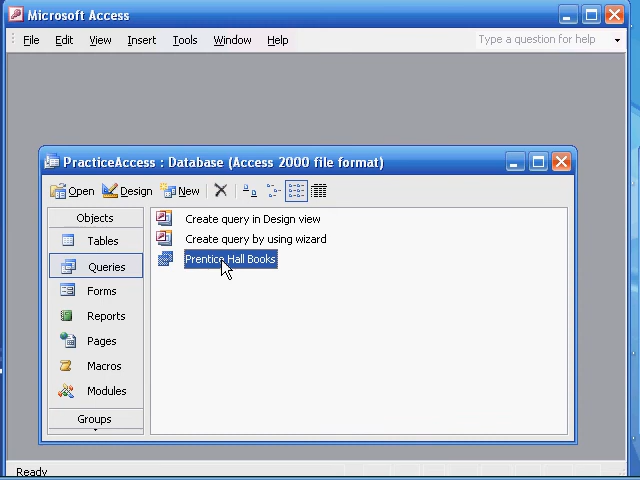 Microsoft Access
File Edit View Insert Tools Window Help Type a question for help
PracticeAccess : Database (Access 2000 file format)
Open Design New
Objects
Tables
Queries
Forms
Reports
Pages
Macros
Modules
Groups
Create query in Design view
Create query by using wizard
Prentice Hall Books
Ready